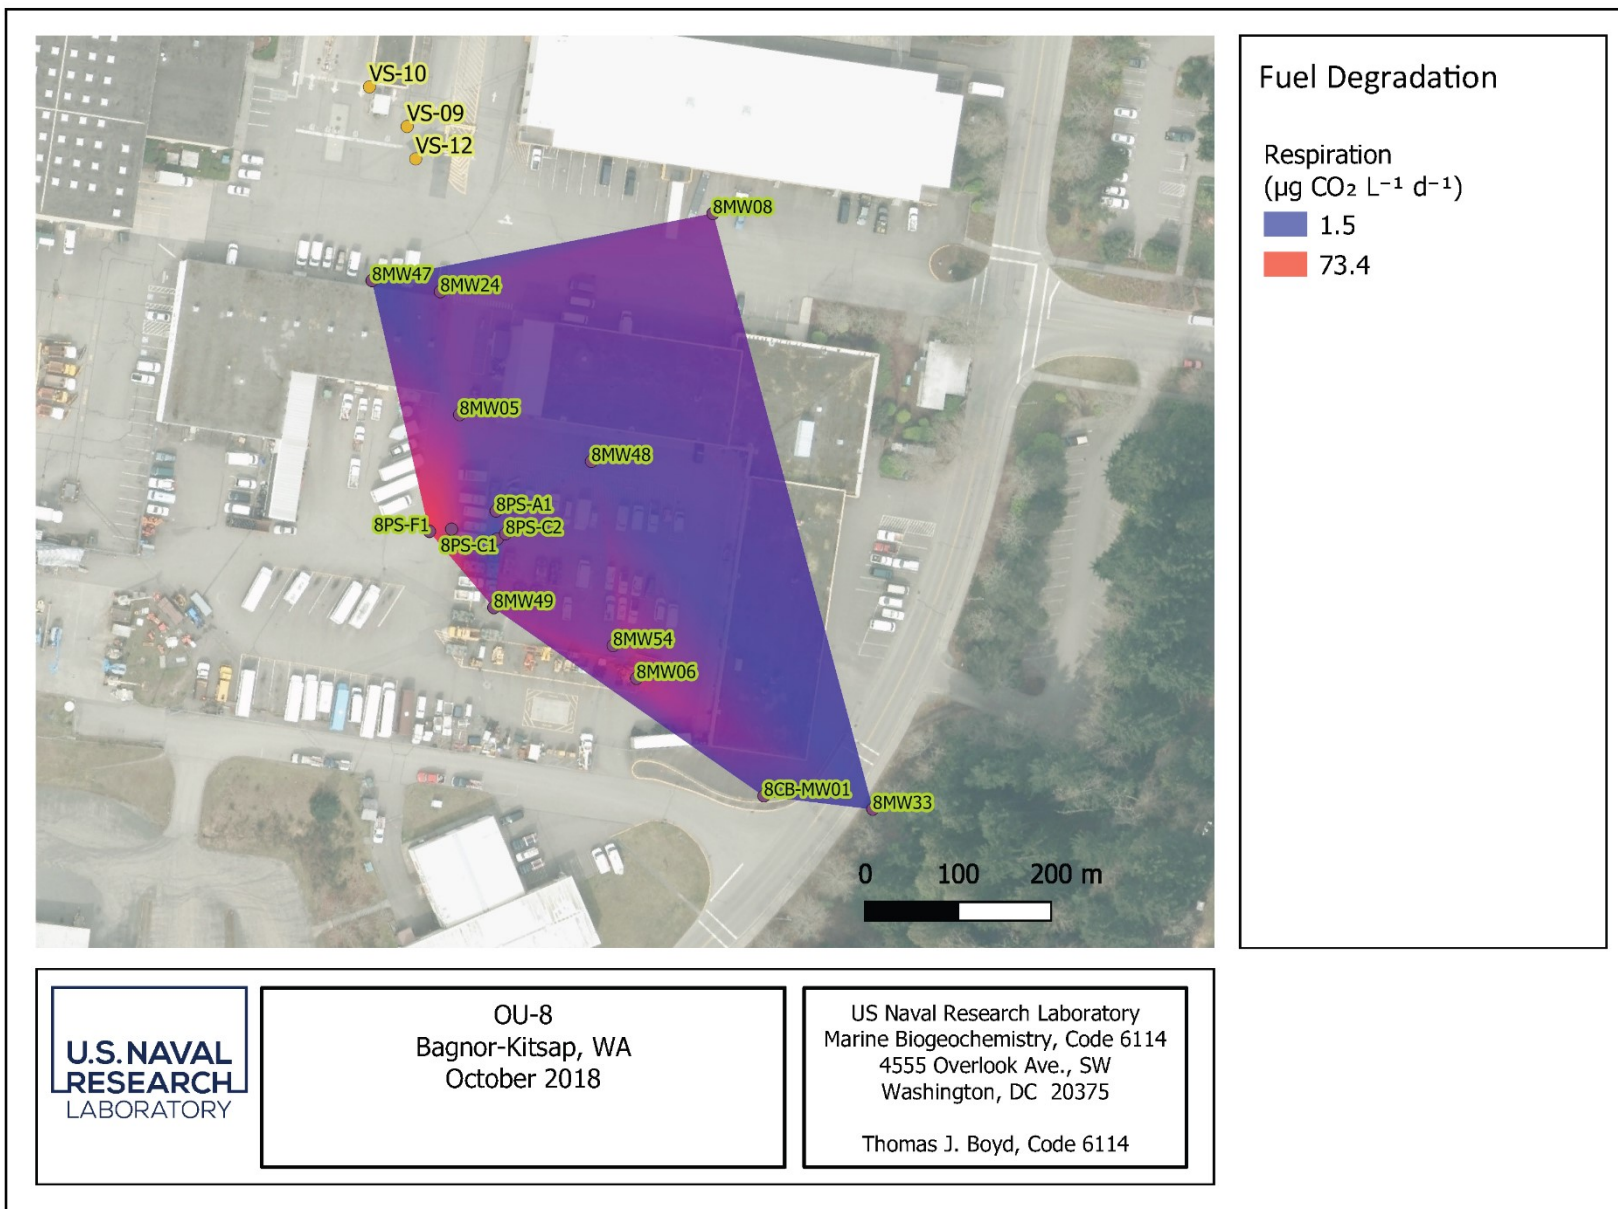 VS-10
VS-09
VS-12
8MW08
8MW47
8MW24
8MW05
8MW48
8PS-A1
8PS-F1
8PS-C2
8PS-C1
8MW49
8MW54
8MW06
8CB-MW01
8MW33
0 100 200 m
Fuel Degradation
Respiration
(µg CO₂ L⁻¹ d⁻¹)
1.5
73.4
U.S. NAVAL
RESEARCH
LABORATORY
OU-8
Bagnor-Kitsap, WA
October 2018
US Naval Research Laboratory
Marine Biogeochemistry, Code 6114
4555 Overlook Ave., SW
Washington, DC 20375
Thomas J. Boyd, Code 6114